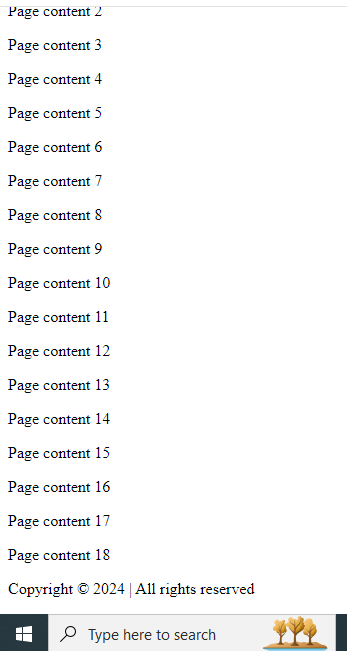 Page content 2
Page content 3
Page content 4
Page content 5
Page content 6
Page content 7
Page content 8
Page content 9
Page content 10
Page content 11
Page content 12
Page content 13
Page content 14
Page content 15
Page content 16
Page content 17
Page content 18
Copyright © 2024 | All rights reserved
Type here to search